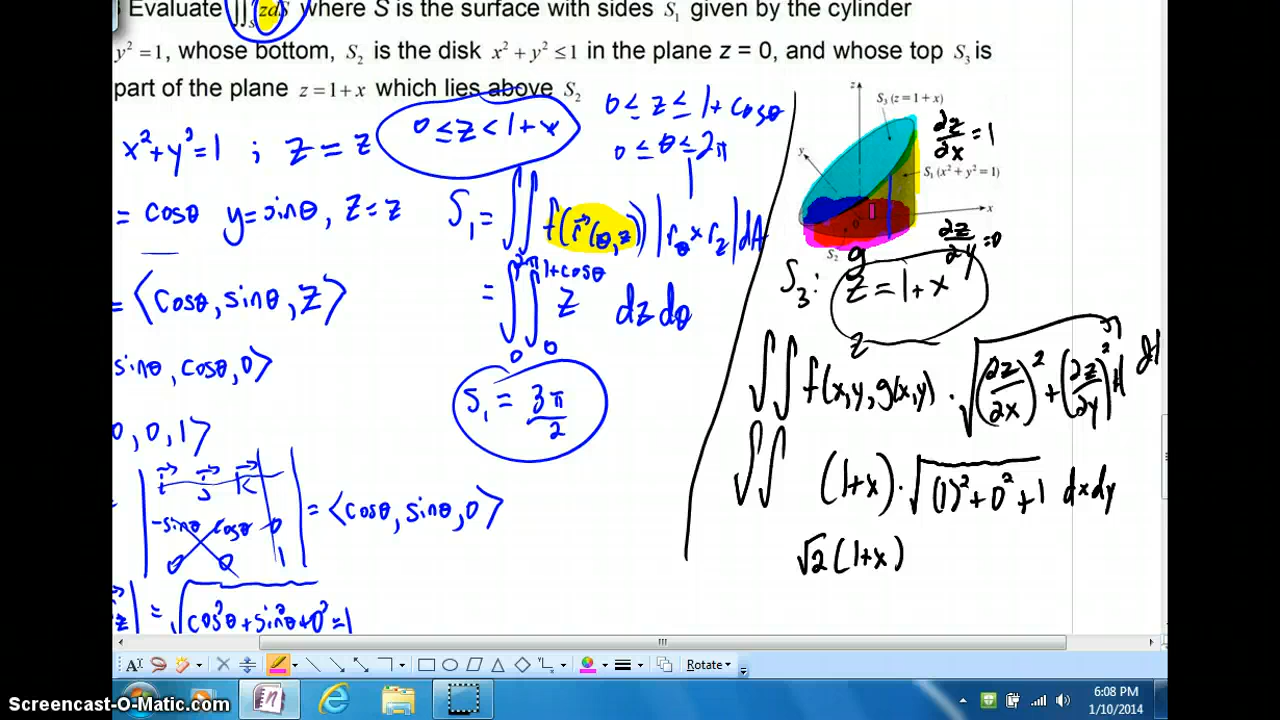 Evaluate ∬_S zdS where S is the surface with sides S₁ given by the cylinder
y² = 1, whose bottom, S₂ is the disk x² + y² ≤ 1 in the plane z = 0, and whose top S₃ is
part of the plane z = 1 + x which lies above S₂
x² + y² = 1 ; z = z
0 ≤ z < 1 + x
0 ≤ z ≤ 1 + cosθ
0 ≤ θ ≤ 2π
= cosθ y = sinθ, z = z
= ⟨cosθ, sinθ, z⟩
sinθ, cosθ, 0⟩
0, 0, 1⟩
= | i j k
-sinθ cosθ 0
0 0 1 | = ⟨cosθ, sinθ, 0⟩
z| = √cos²θ + sin²θ + 0² = 1
S₁ = ∬ f(r(θ, z)) |r_θ × r_z| dA
= ∫₀^2π ∫₀^1+cosθ z dz dθ
S₁ = 3π/2
z
S₃ (z = 1 + x)
y
S₁ (x² + y² = 1)
0
x
S₂
∂z/∂x = 1
∂z/∂y = 0
g
S₃: z = 1 + x
z
∬ f(x, y, g(x, y)) · √(∂z/∂x)² + (∂z/∂y)² + 1 dA
∬ (1+x) · √(1)² + 0² + 1 dxdy
√2 (1+x)
Rotate
Screencast-O-Matic.com
6:08 PM
1/10/2014